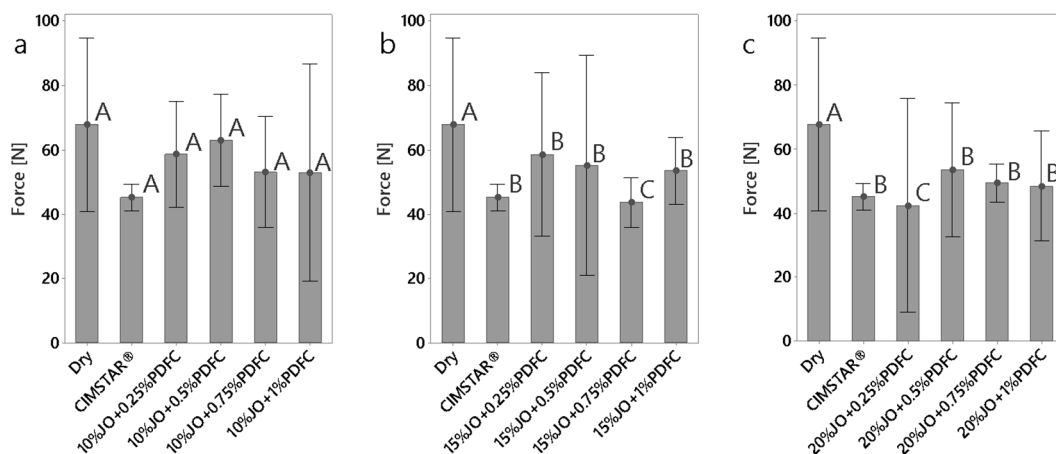 a
Force [N]
100
80
60
40
20
0
A
A
A
A
A
A
Dry
CIMSTAR®
10%JO+0.25%PDFC
10%JO+0.5%PDFC
10%JO+0.75%PDFC
10%JO+1%PDFC
b
Force [N]
100
80
60
40
20
0
A
B
B
B
C
B
Dry
CIMSTAR®
15%JO+0.25%PDFC
15%JO+0.5%PDFC
15%JO+0.75%PDFC
15%JO+1%PDFC
c
Force [N]
100
80
60
40
20
0
A
B
C
B
B
B
Dry
CIMSTAR®
20%JO+0.25%PDFC
20%JO+0.5%PDFC
20%JO+0.75%PDFC
20%JO+1%PDFC